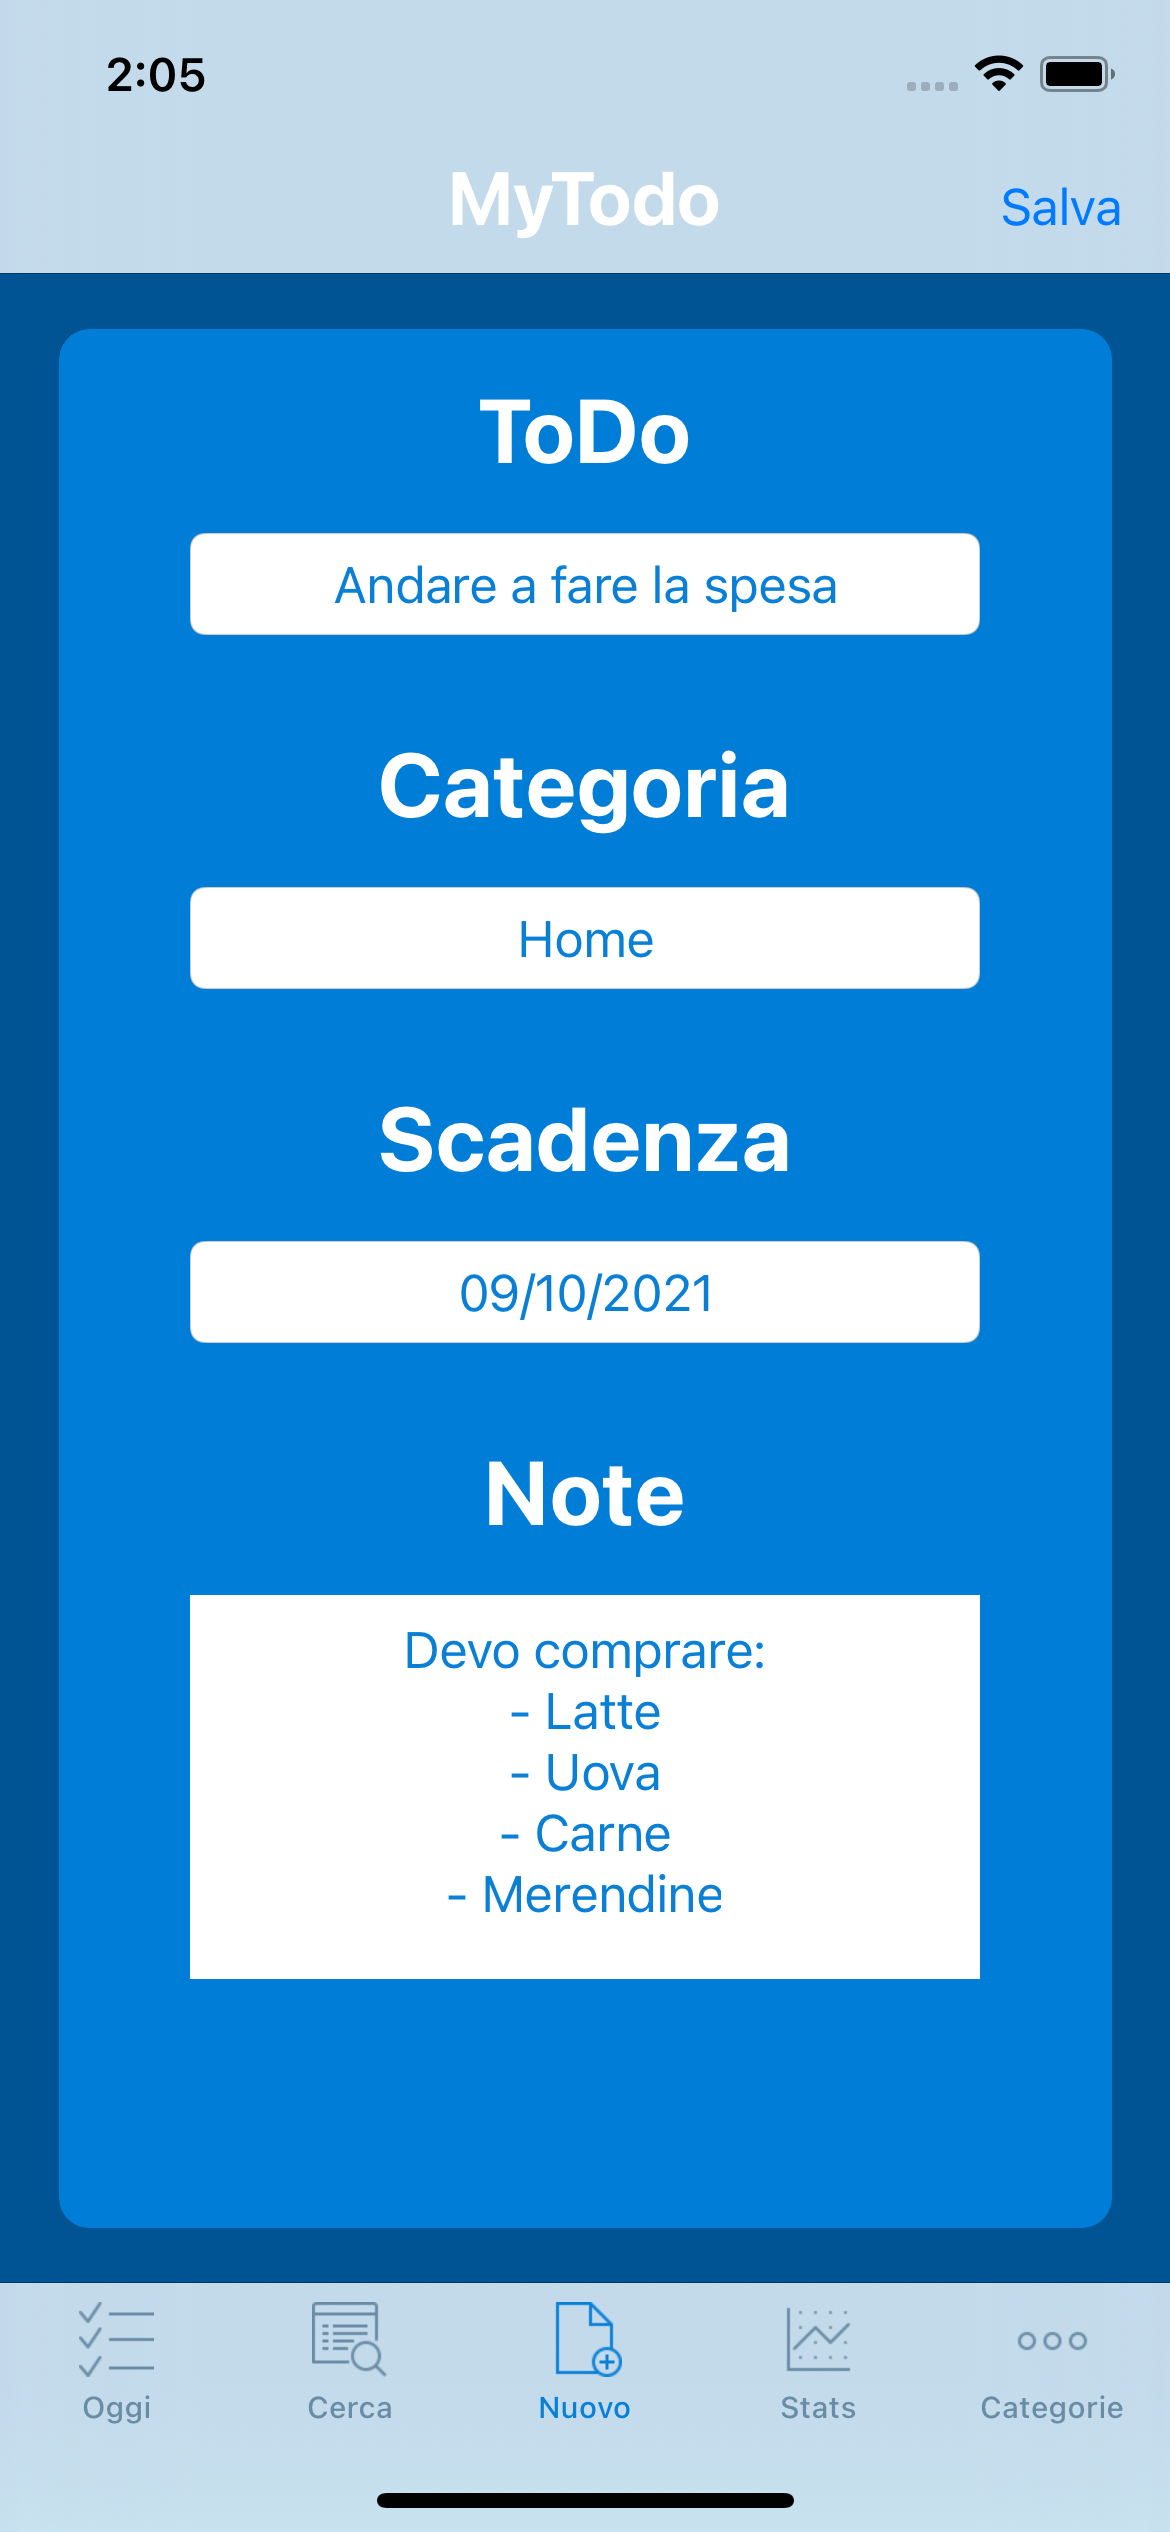 2:05
MyTodo
Salva
ToDo
Andare a fare la spesa
Categoria
Home
Scadenza
09/10/2021
Note
Devo comprare:
- Latte
- Uova
- Carne
- Merendine
Oggi
Cerca
Nuovo
Stats
Categorie